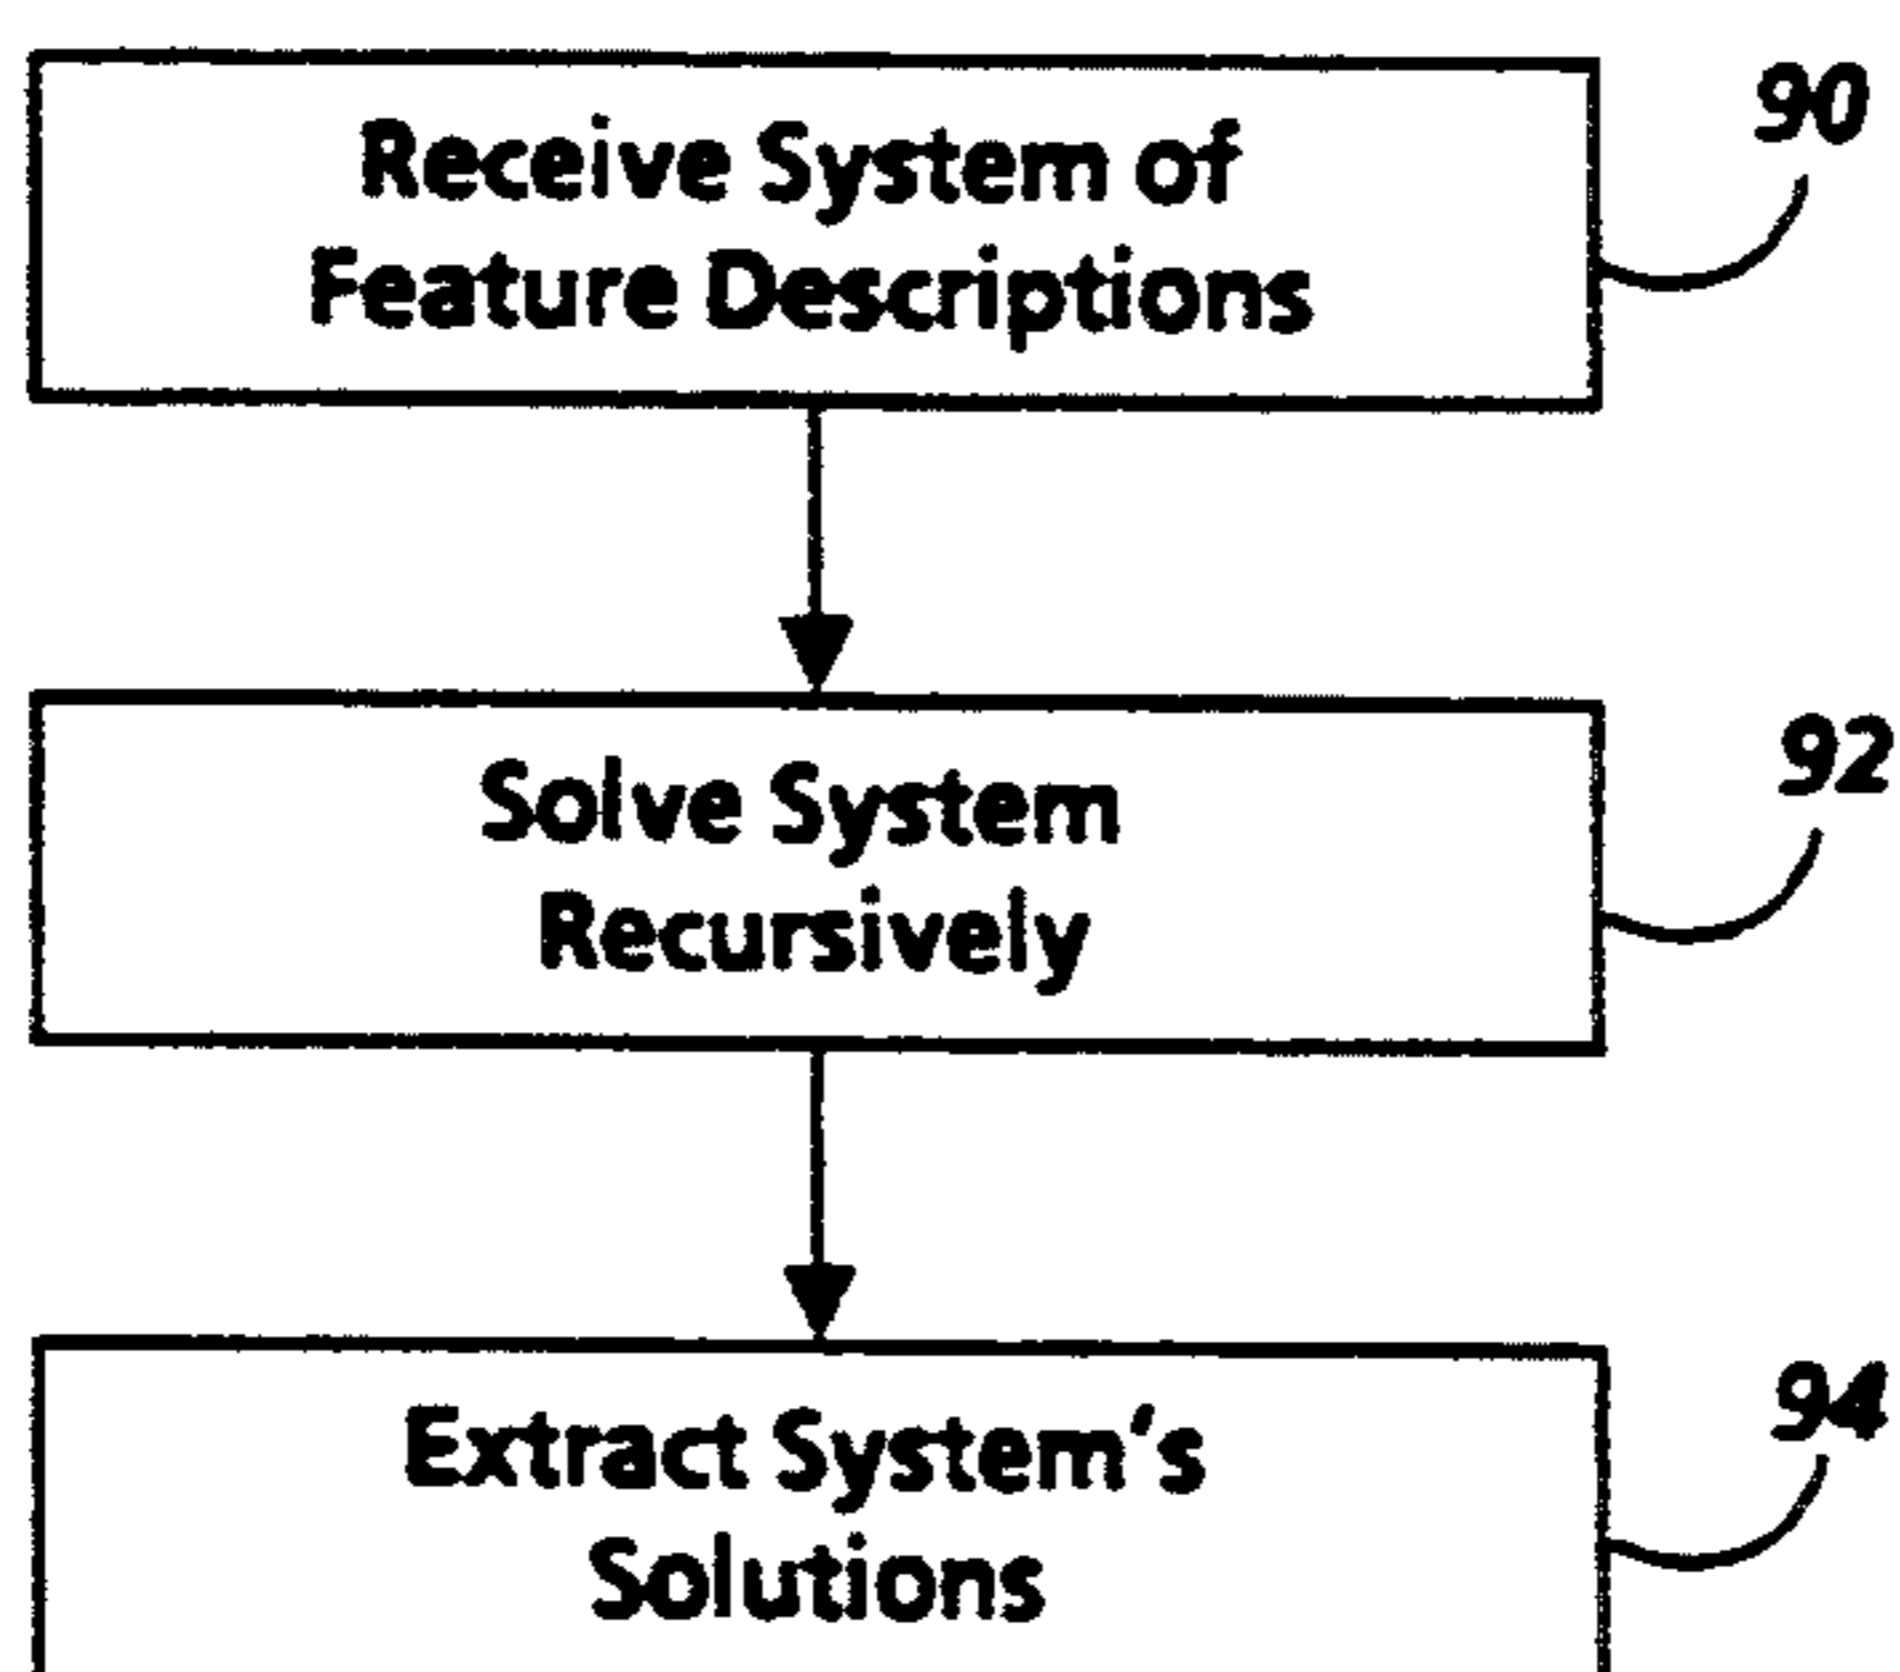 Receive System of
Feature Descriptions
90
Solve System
Recursively
92
Extract System's
Solutions
94